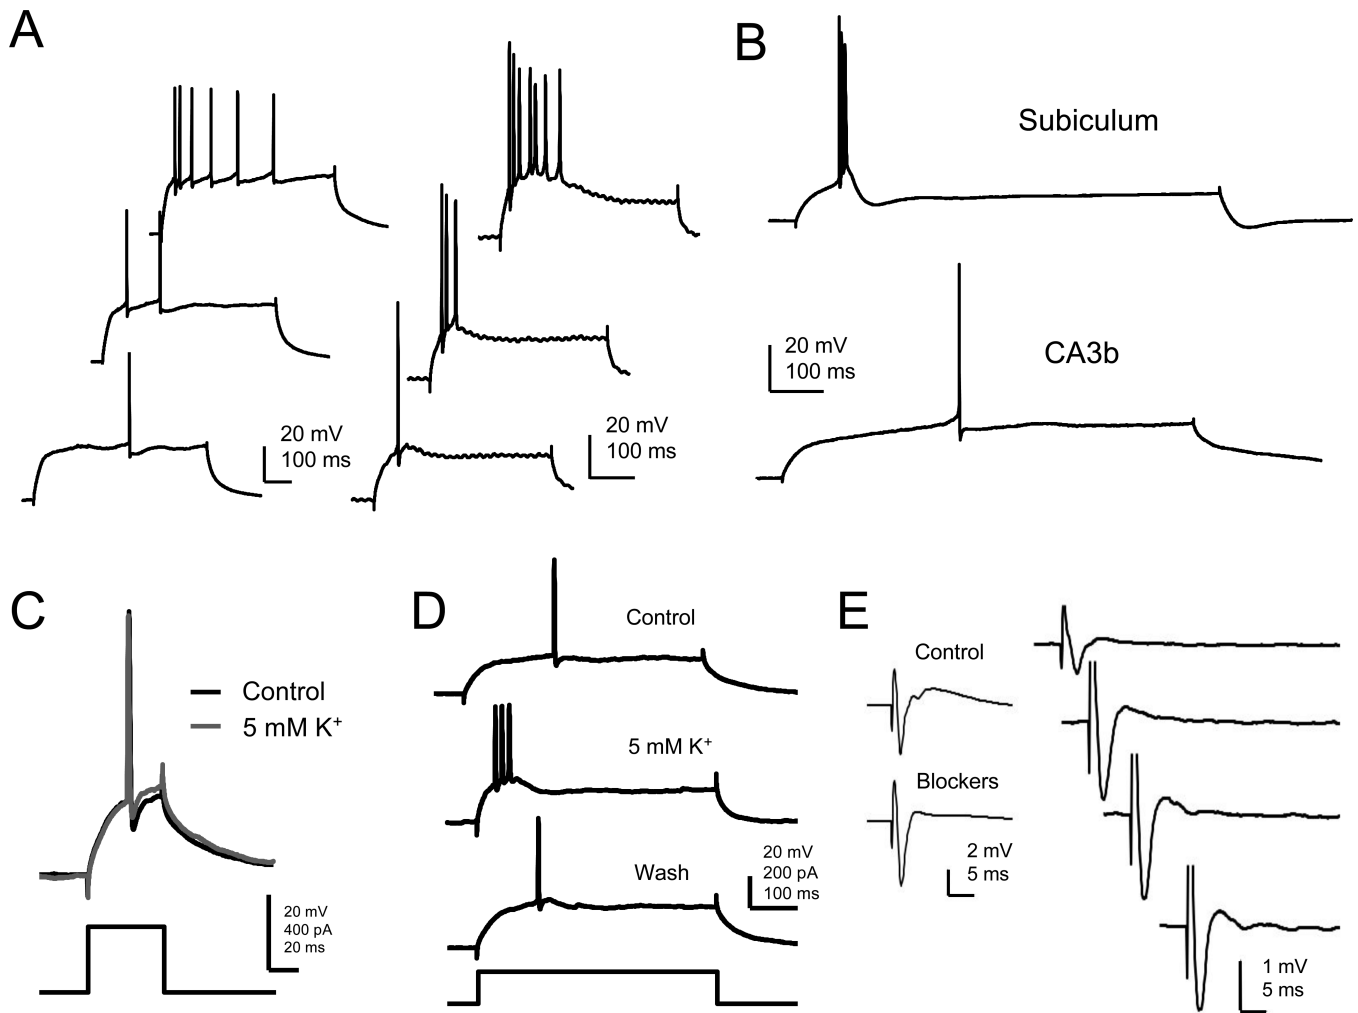 A
20 mV
100 ms
20 mV
100 ms
B
Subiculum
20 mV
100 ms
CA3b
C
Control
5 mM K⁺
20 mV
400 pA
20 ms
D
Control
5 mM K⁺
Wash
20 mV
200 pA
100 ms
E
Control
Blockers
2 mV
5 ms
1 mV
5 ms